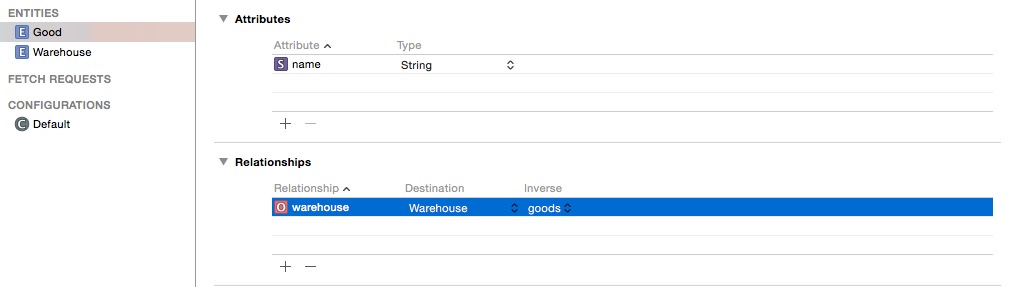 ENTITIES
E Good
E Warehouse
FETCH REQUESTS
CONFIGURATIONS
C Default
Attributes
Attribute Type
S name String
Relationships
Relationship Destination Inverse
O warehouse Warehouse goods